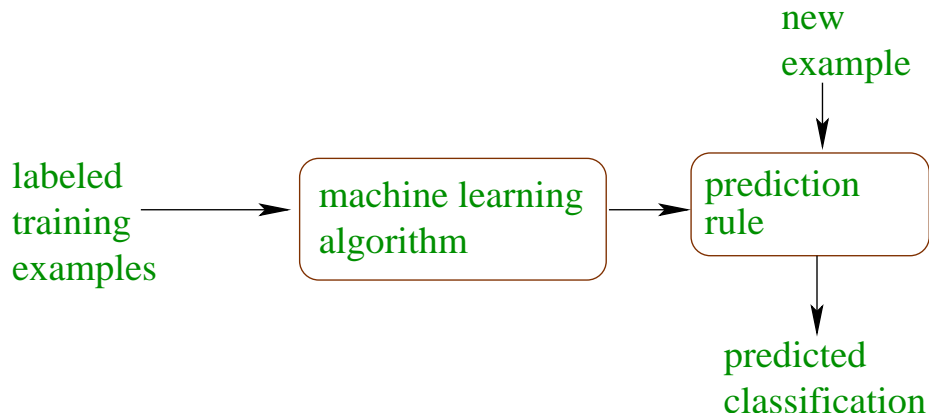 new
example
labeled
training
examples
machine learning
algorithm
prediction
rule
predicted
classification